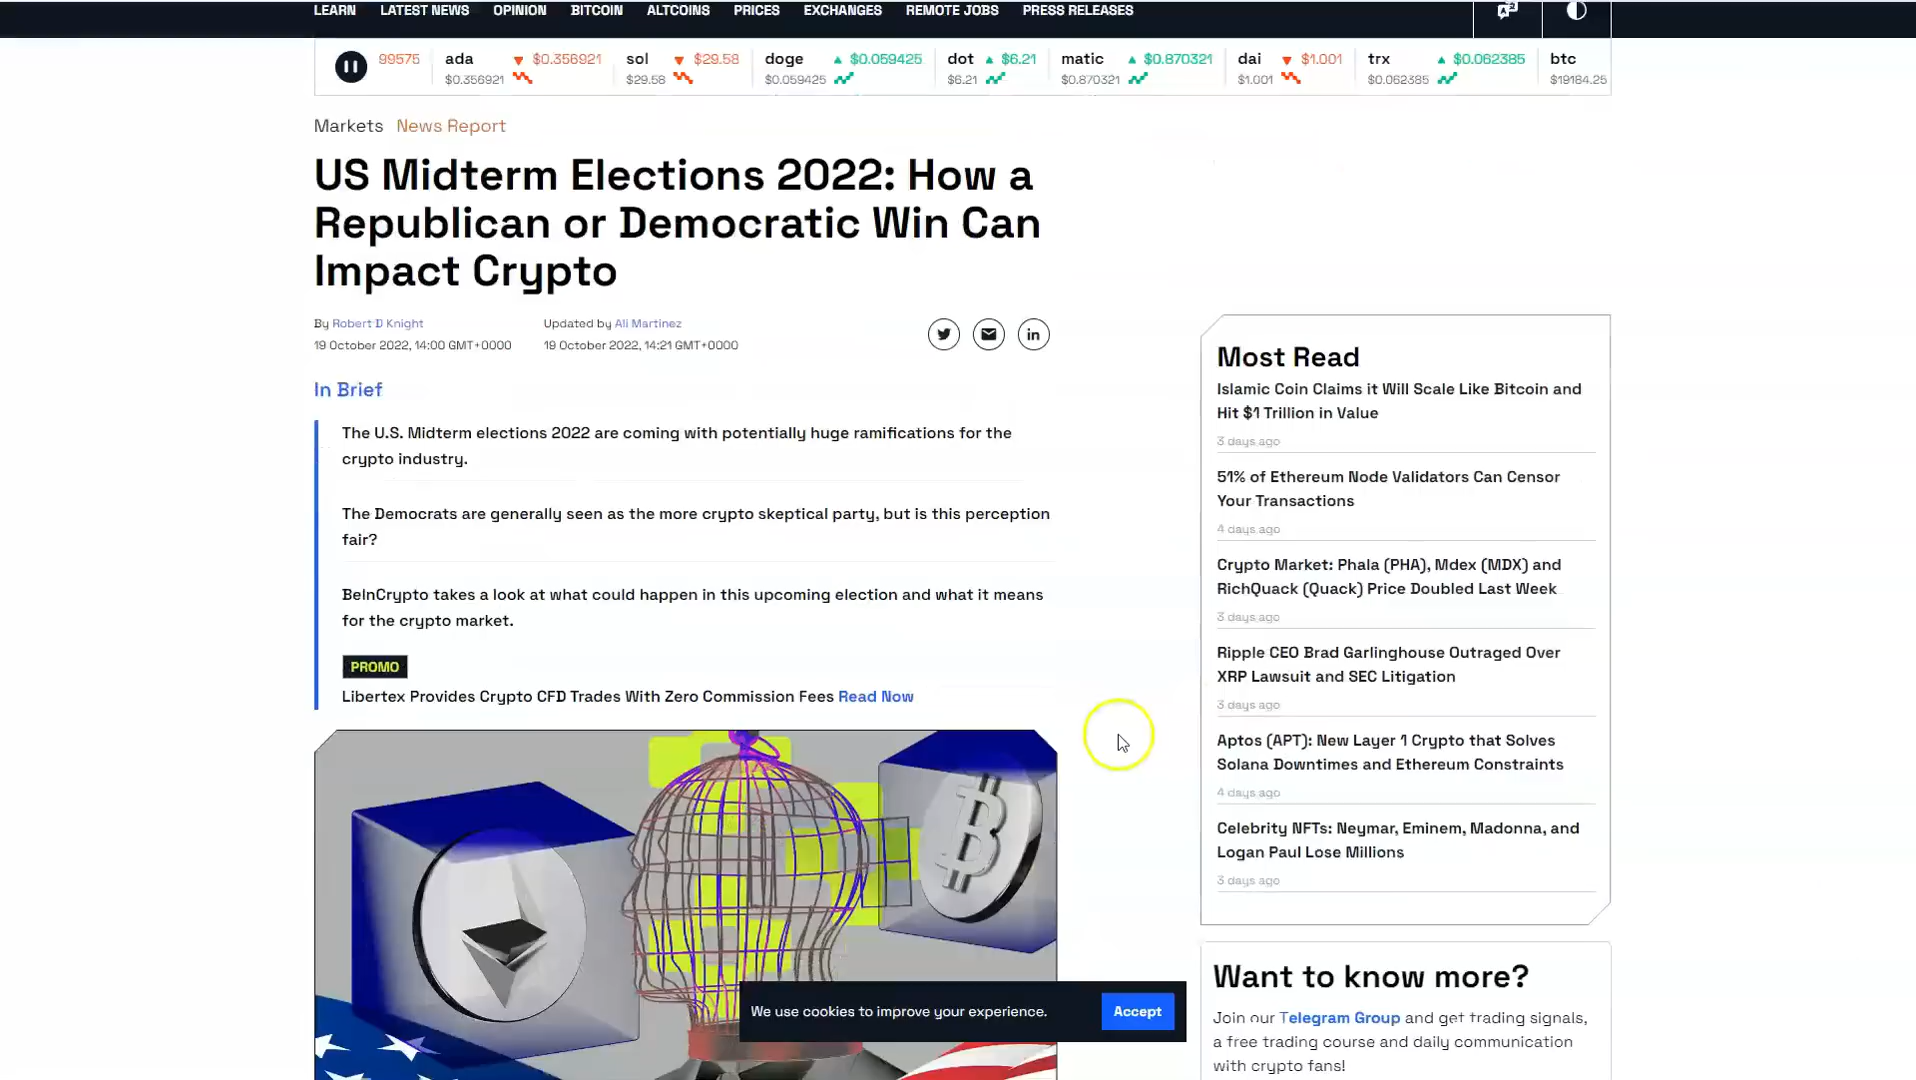 LEARN LATEST NEWS OPINION BITCOIN ALTCOINS PRICES EXCHANGES REMOTE JOBS PRESS RELEASES
99575 ada $0.356921 sol $29.58 doge $0.059425 dot $6.21 matic $0.870321 dai $1.001 trx $0.062385 btc
$0.356921 $29.58 $0.059425 $6.21 $0.870321 $1.001 $0.062385 $19184.25
Markets News Report
US Midterm Elections 2022: How a
Republican or Democratic Win Can
Impact Crypto
By Robert D Knight
19 October 2022, 14:00 GMT+0000
Updated by Ali Martinez
19 October 2022, 14:21 GMT+0000
In Brief
The U.S. Midterm elections 2022 are coming with potentially huge ramifications for the
crypto industry.
The Democrats are generally seen as the more crypto skeptical party, but is this perception
fair?
BeInCrypto takes a look at what could happen in this upcoming election and what it means
for the crypto market.
PROMO
Libertex Provides Crypto CFD Trades With Zero Commission Fees Read Now
We use cookies to improve your experience.
Accept
Most Read
Islamic Coin Claims it Will Scale Like Bitcoin and
Hit $1 Trillion in Value
3 days ago
51% of Ethereum Node Validators Can Censor
Your Transactions
4 days ago
Crypto Market: Phala (PHA), Mdex (MDX) and
RichQuack (Quack) Price Doubled Last Week
3 days ago
Ripple CEO Brad Garlinghouse Outraged Over
XRP Lawsuit and SEC Litigation
3 days ago
Aptos (APT): New Layer 1 Crypto that Solves
Solana Downtimes and Ethereum Constraints
4 days ago
Celebrity NFTs: Neymar, Eminem, Madonna, and
Logan Paul Lose Millions
3 days ago
Want to know more?
Join our Telegram Group and get trading signals,
a free trading course and daily communication
with crypto fans!